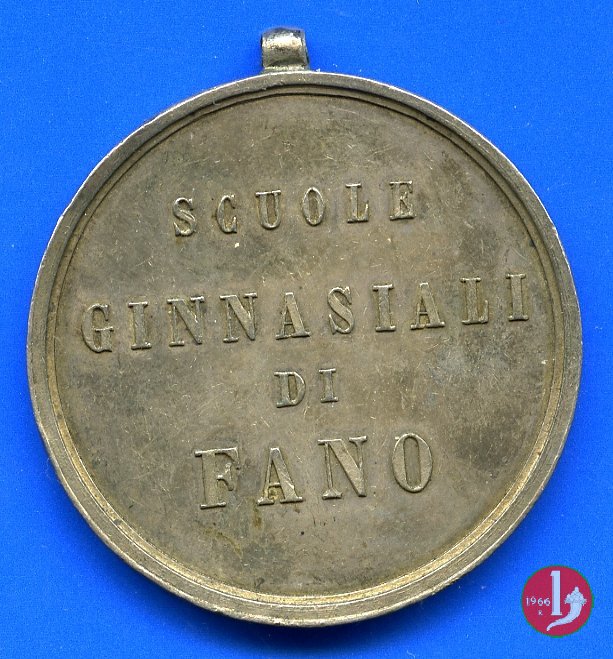 SCUOLE
GINNASIALI
DI
FANO
1966
R